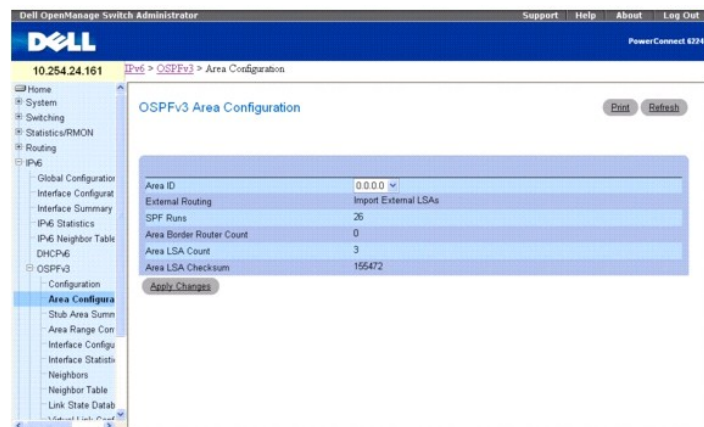 Dell OpenManage Switch Administrator
Support Help About Log Out
DELL
PowerConnect 6224
10.254.24.161
IPv6 > OSPFv3 > Area Configuration
Home
System
Switching
Statistics/RMON
Routing
IPv6
Global Configuration
Interface Configurat
Interface Summary
IPv6 Statistics
IPv6 Neighbor Table
DHCPv6
OSPFv3
Configuration
Area Configura
Stub Area Summ
Area Range Con
Interface Configu
Interface Statisti
Neighbors
Neighbor Table
Link State Datab
OSPFv3 Area Configuration
Print Refresh
Area ID 0.0.0.0
External Routing Import External LSAs
SPF Runs 26
Area Border Router Count 0
Area LSA Count 3
Area LSA Checksum 155472
Apply Changes